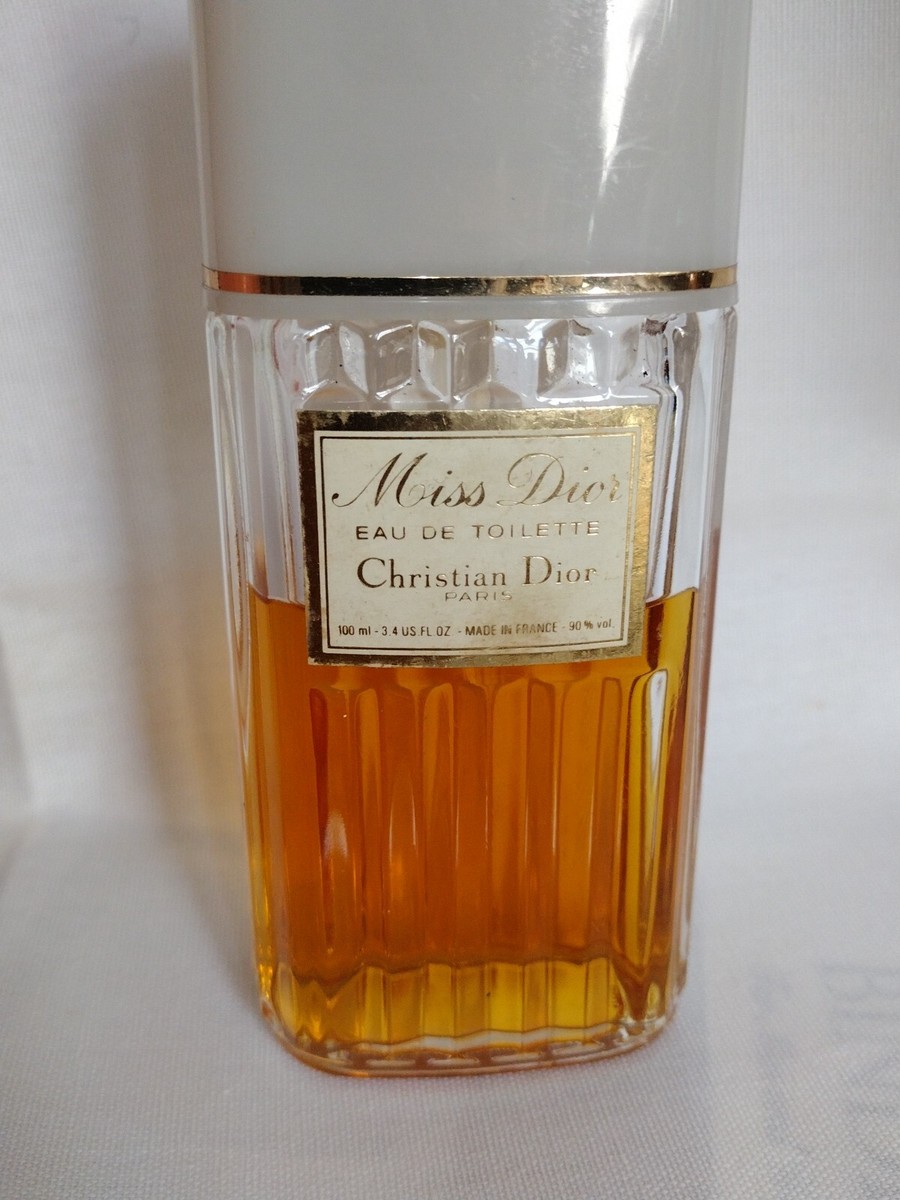 Miss Dior
EAU DE TOILETTE
Christian Dior
PARIS
100 ml - 3.4 US.FL.OZ - MADE IN FRANCE - 90% vol.